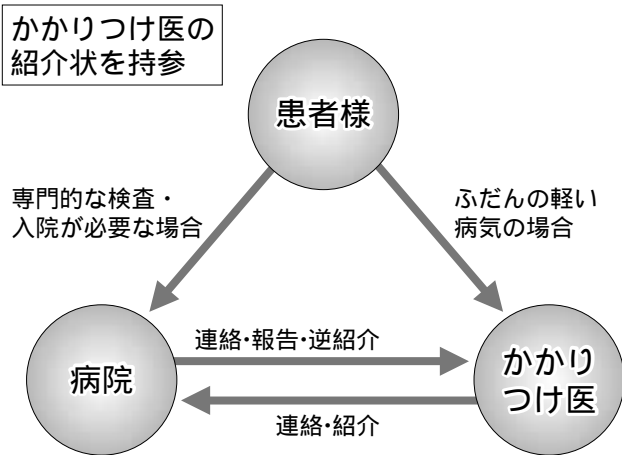 かかりつけ医の
紹介状を持参
患者様
専門的な検査・
入院が必要な場合
ふだんの軽い
病気の場合
連絡・報告・逆紹介
病院
かかり
つけ医
連絡・紹介